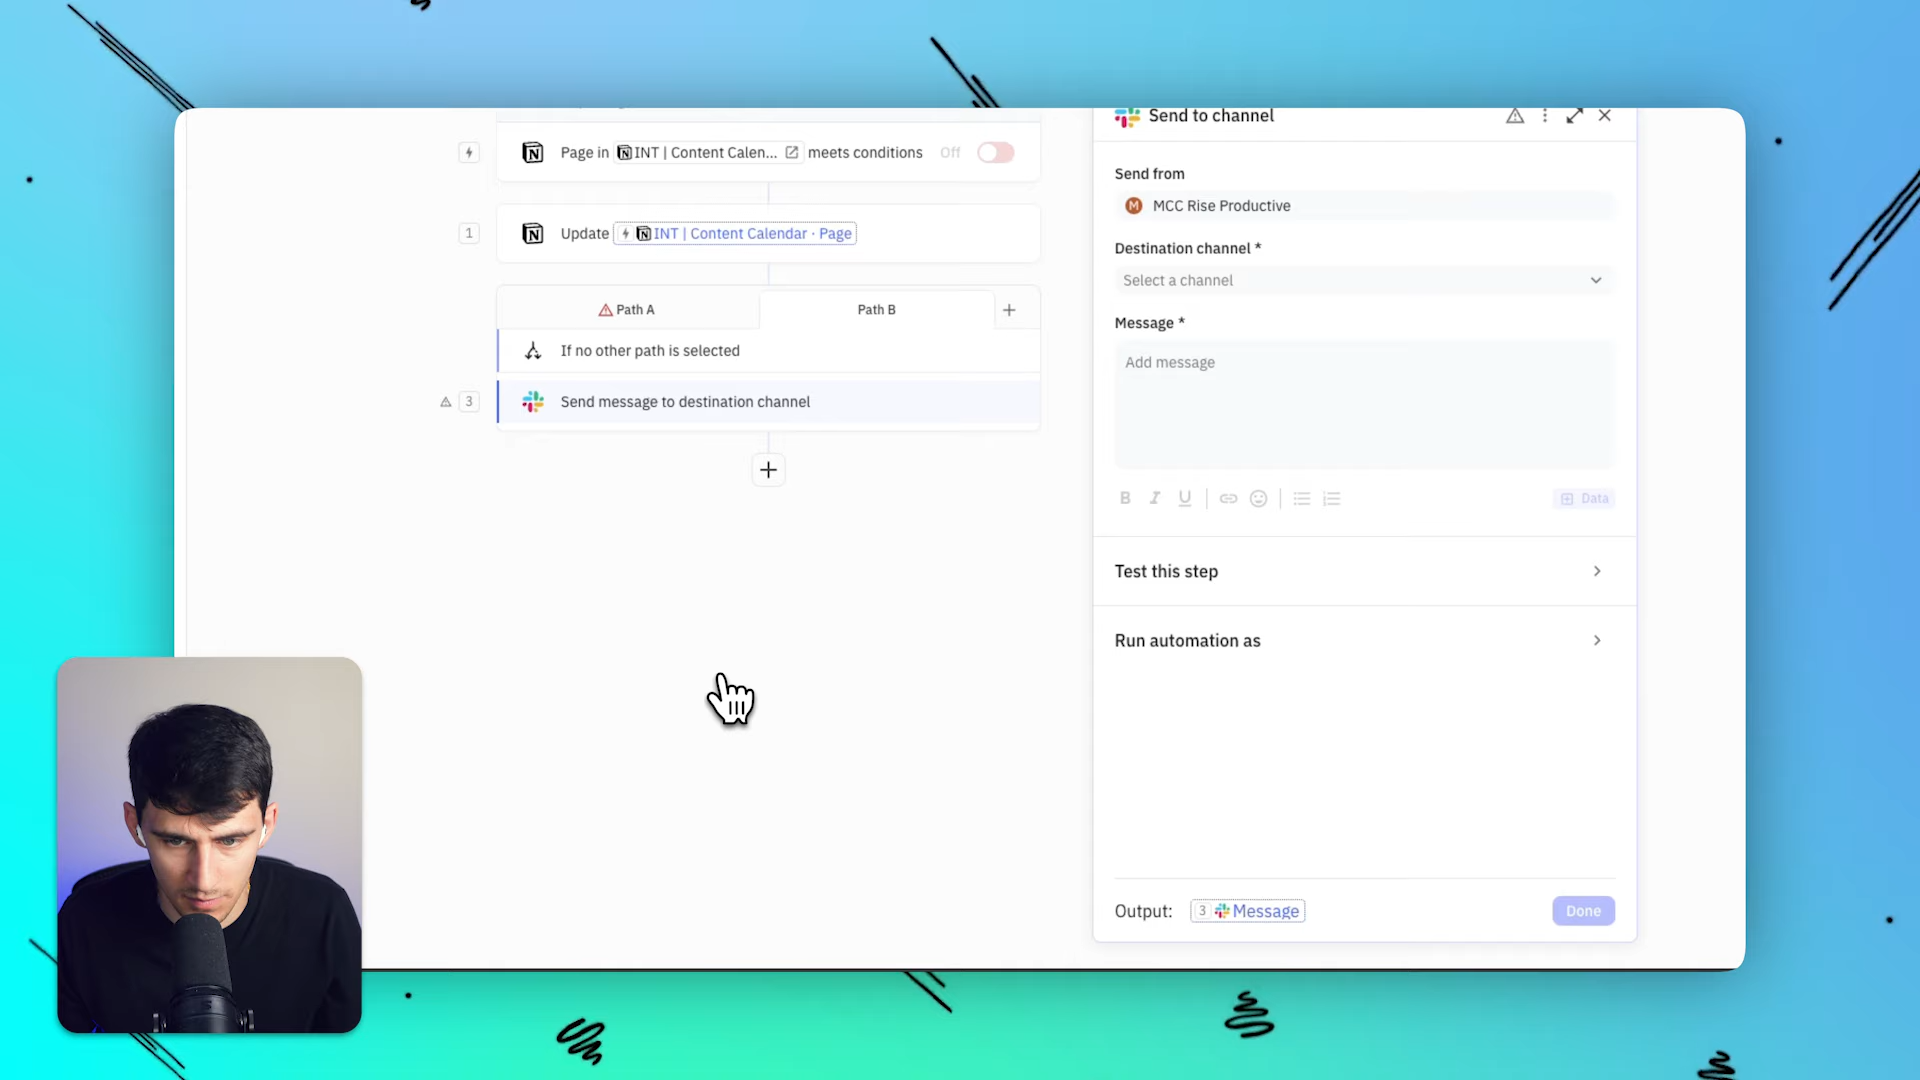 Page in INT | Content Calen... meets conditions Off
1 Update INT | Content Calendar · Page
Path A Path B
If no other path is selected
3 Send message to destination channel
Send to channel
Send from
M MCC Rise Productive
Destination channel *
Select a channel
Message *
Add message
B I U Data
Test this step
Run automation as
Output: 3 Message Done